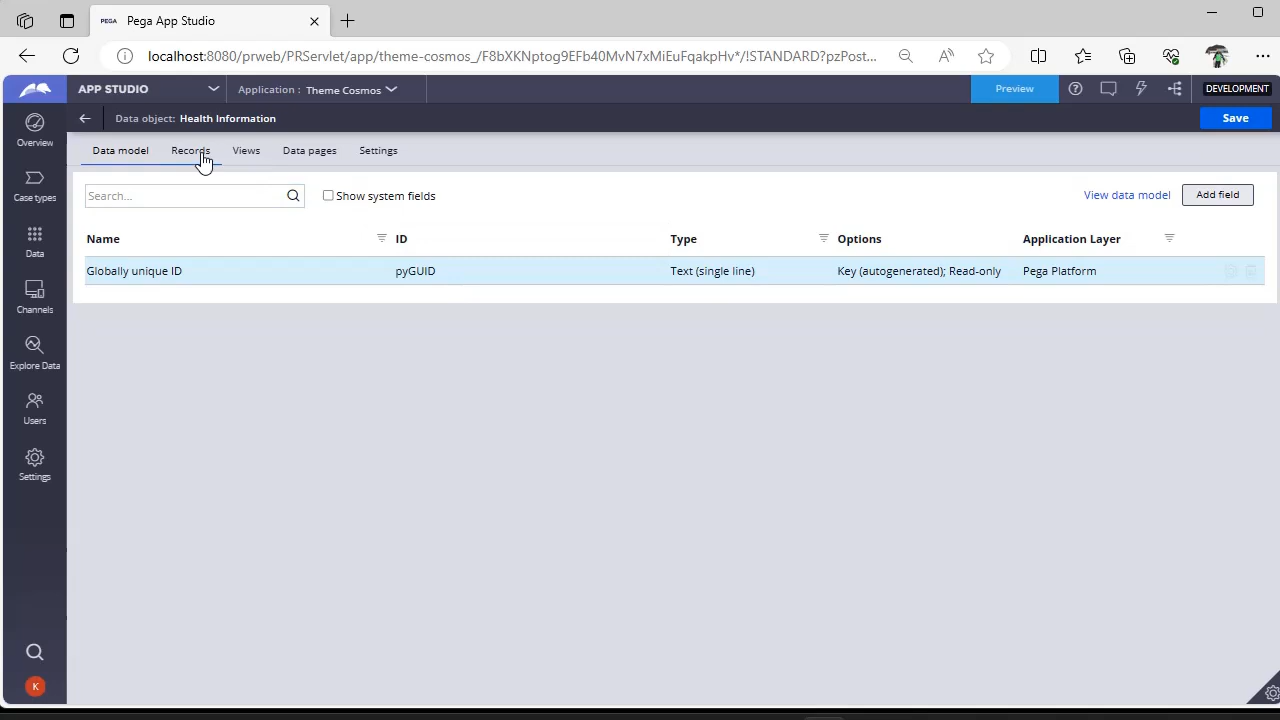 PEGA Pega App Studio
localhost:8080/prweb/PRServlet/app/theme-cosmos_/F8bXKNptog9EFb40MvN7xMiEuFqakpHv*/!STANDARD?pzPost...
APP STUDIO
Application : Theme Cosmos
Preview
DEVELOPMENT
Data object: Health Information
Save
Overview
Case types
Data
Channels
Explore Data
Users
Settings
K
Data model Records Views Data pages Settings
Search... Show system fields View data model Add field
Name ID Type Options Application Layer
Globally unique ID pyGUID Text (single line) Key (autogenerated); Read-only Pega Platform